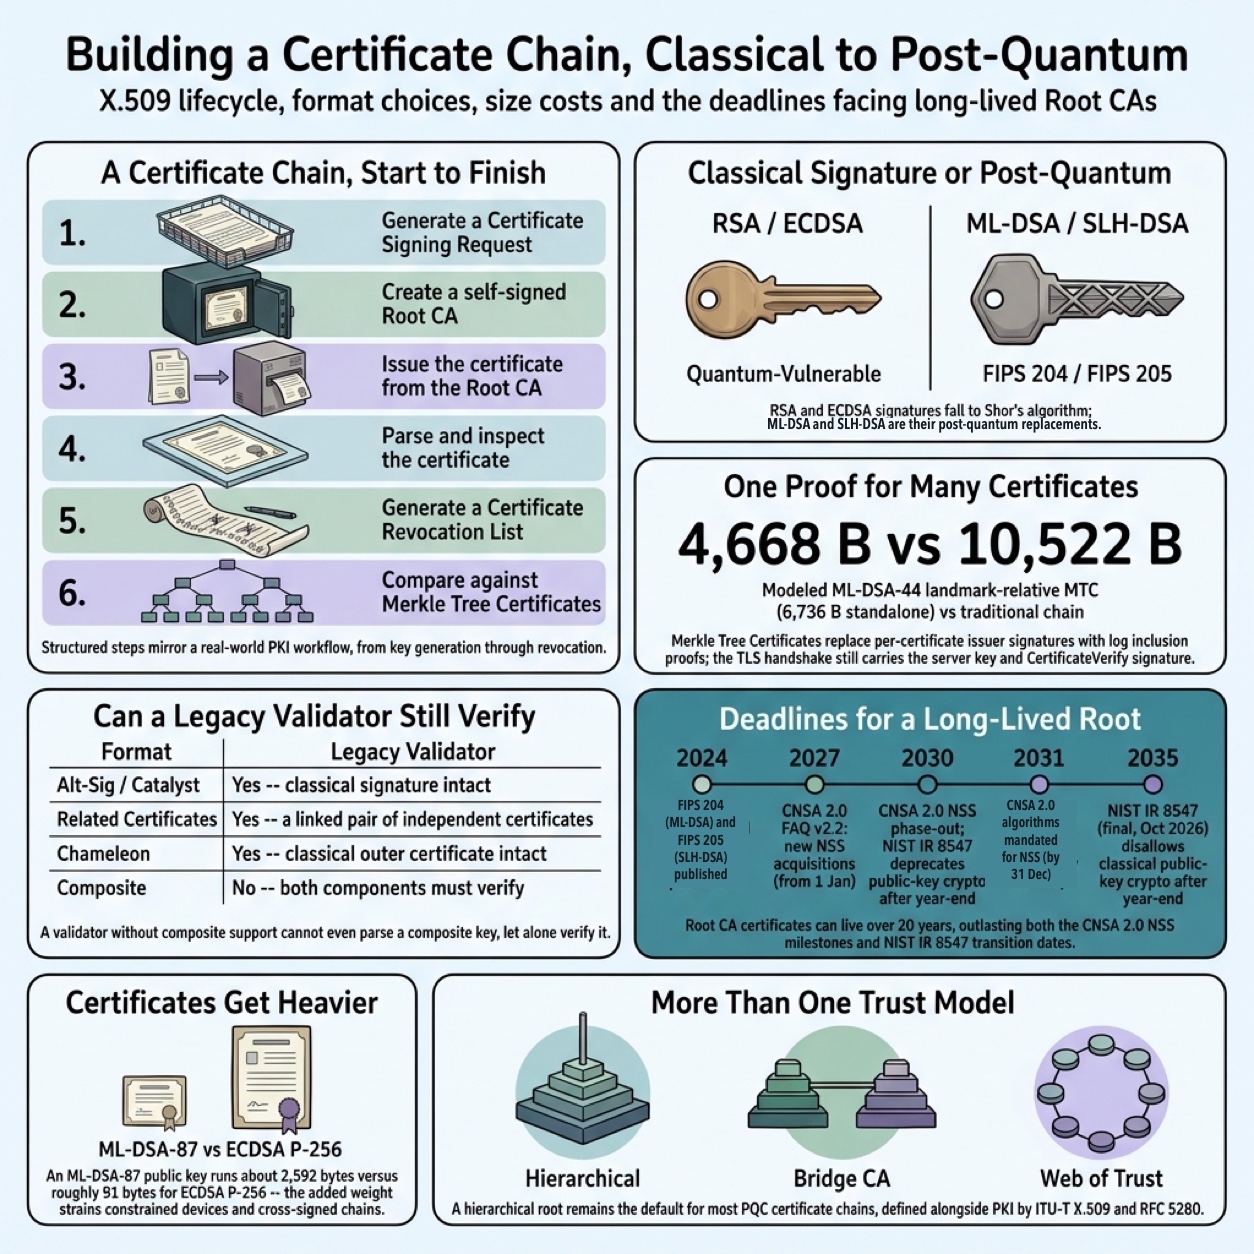 Building a Certificate Chain, Classical to Post-Quantum
X.509 lifecycle, format choices, size costs and the deadlines facing long-lived Root CAs
A Certificate Chain, Start to Finish
1.
Generate a Certificate
Signing Request
2.
Create a self-signed
Root CA
3.
Issue the certificate
from the Root CA
4.
Parse and inspect
the certificate
5.
Generate a Certificate
Revocation List
6.
Compare against
Merkle Tree Certificates
Structured steps mirror a real-world PKI workflow, from key generation through revocation.
Classical Signature or Post-Quantum
RSA / ECDSA
Quantum-Vulnerable
ML-DSA / SLH-DSA
FIPS 204 / FIPS 205
RSA and ECDSA signatures fall to Shor's algorithm;
ML-DSA and SLH-DSA are their post-quantum replacements.
One Proof for Many Certificates
4,668 B vs 10,522 B
Modeled ML-DSA-44 landmark-relative MTC
(6,736 B standalone) vs traditional chain
Merkle Tree Certificates replace per-certificate issuer signatures with log inclusion
proofs; the TLS handshake still carries the server key and CertificateVerify signature.
Can a Legacy Validator Still Verify
Format
Legacy Validator
Alt-Sig / Catalyst
Yes -- classical signature intact
Related Certificates
Yes -- a linked pair of independent certificates
Chameleon
Yes -- classical outer certificate intact
Composite
No -- both components must verify
A validator without composite support cannot even parse a composite key, let alone verify it.
Deadlines for a Long-Lived Root
2024
FIPS 204
(ML-DSA) and
FIPS 205
(SLH-DSA)
published
2027
CNSA 2.0
FAQ v2.2:
new NSS
acquisitions
(from 1 Jan)
2030
CNSA 2.0 NSS
phase-out;
NIST IR 8547
deprecates
public-key crypto
after year-end
2031
CNSA 2.0
algorithms
mandated
for NSS (by
31 Dec)
2035
NIST IR 8547
(final, Oct 2026)
disallows
classical public-
key crypto after
year-end
Root CA certificates can live over 20 years, outlasting both the CNSA 2.0 NSS
milestones and NIST IR 8547 transition dates.
Certificates Get Heavier
ML-DSA-87 vs ECDSA P-256
An ML-DSA-87 public key runs about 2,592 bytes versus
roughly 91 bytes for ECDSA P-256 -- the added weight
strains constrained devices and cross-signed chains.
More Than One Trust Model
Hierarchical
Bridge CA
Web of Trust
A hierarchical root remains the default for most PQC certificate chains, defined alongside PKI by ITU-T X.509 and RFC 5280.